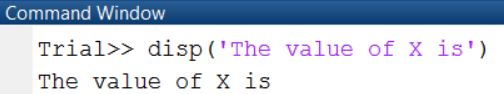 Command Window
Trial>> disp('The value of X is')
The value of X is